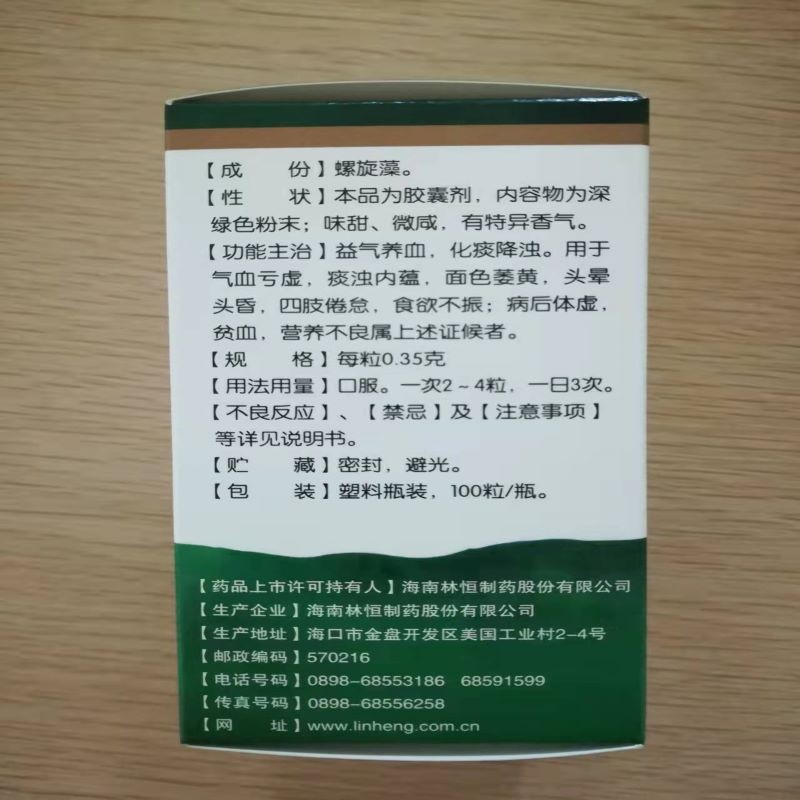 【成　　份】螺旋藻。
【性　　状】本品为胶囊剂，内容物为深
绿色粉末；味甜、微咸，有特异香气。
【功能主治】益气养血，化痰降浊。用于
气血亏虚，痰浊内蕴，面色萎黄，头晕
头昏，四肢倦怠，食欲不振；病后体虚，
贫血，营养不良属上述证候者。
【规　　格】每粒0.35克
【用法用量】口服。一次2~4粒，一日3次。
【不良反应】、【禁忌】及【注意事项】
等详见说明书。
【贮　　藏】密封，避光。
【包　　装】塑料瓶装，100粒/瓶。
【药品上市许可持有人】海南林恒制药股份有限公司
【生产企业】海南林恒制药股份有限公司
【生产地址】海口市金盘开发区美国工业村2-4号
【邮政编码】570216
【电话号码】0898-68553186　68591599
【传真号码】0898-68556258
【网　　址】www.linheng.com.cn